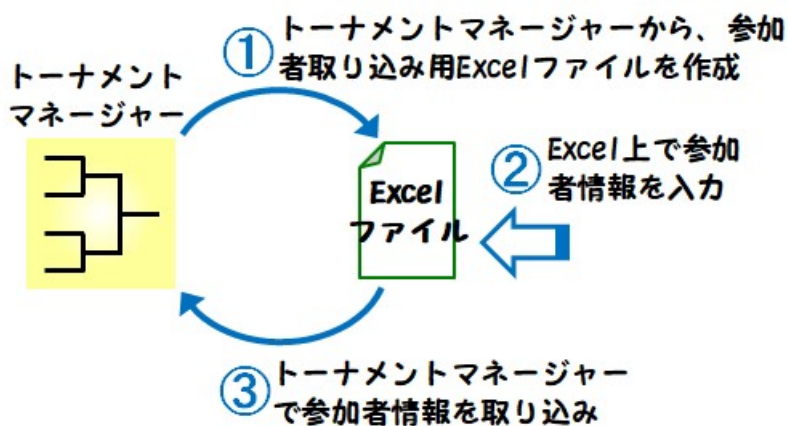 ① トーナメントマネージャーから、参加
者取り込み用Excelファイルを作成
トーナメント
マネージャー
Excel
ファイル
② Excel上で参加
者情報を入力
③ トーナメントマネージャー
で参加者情報を取り込み